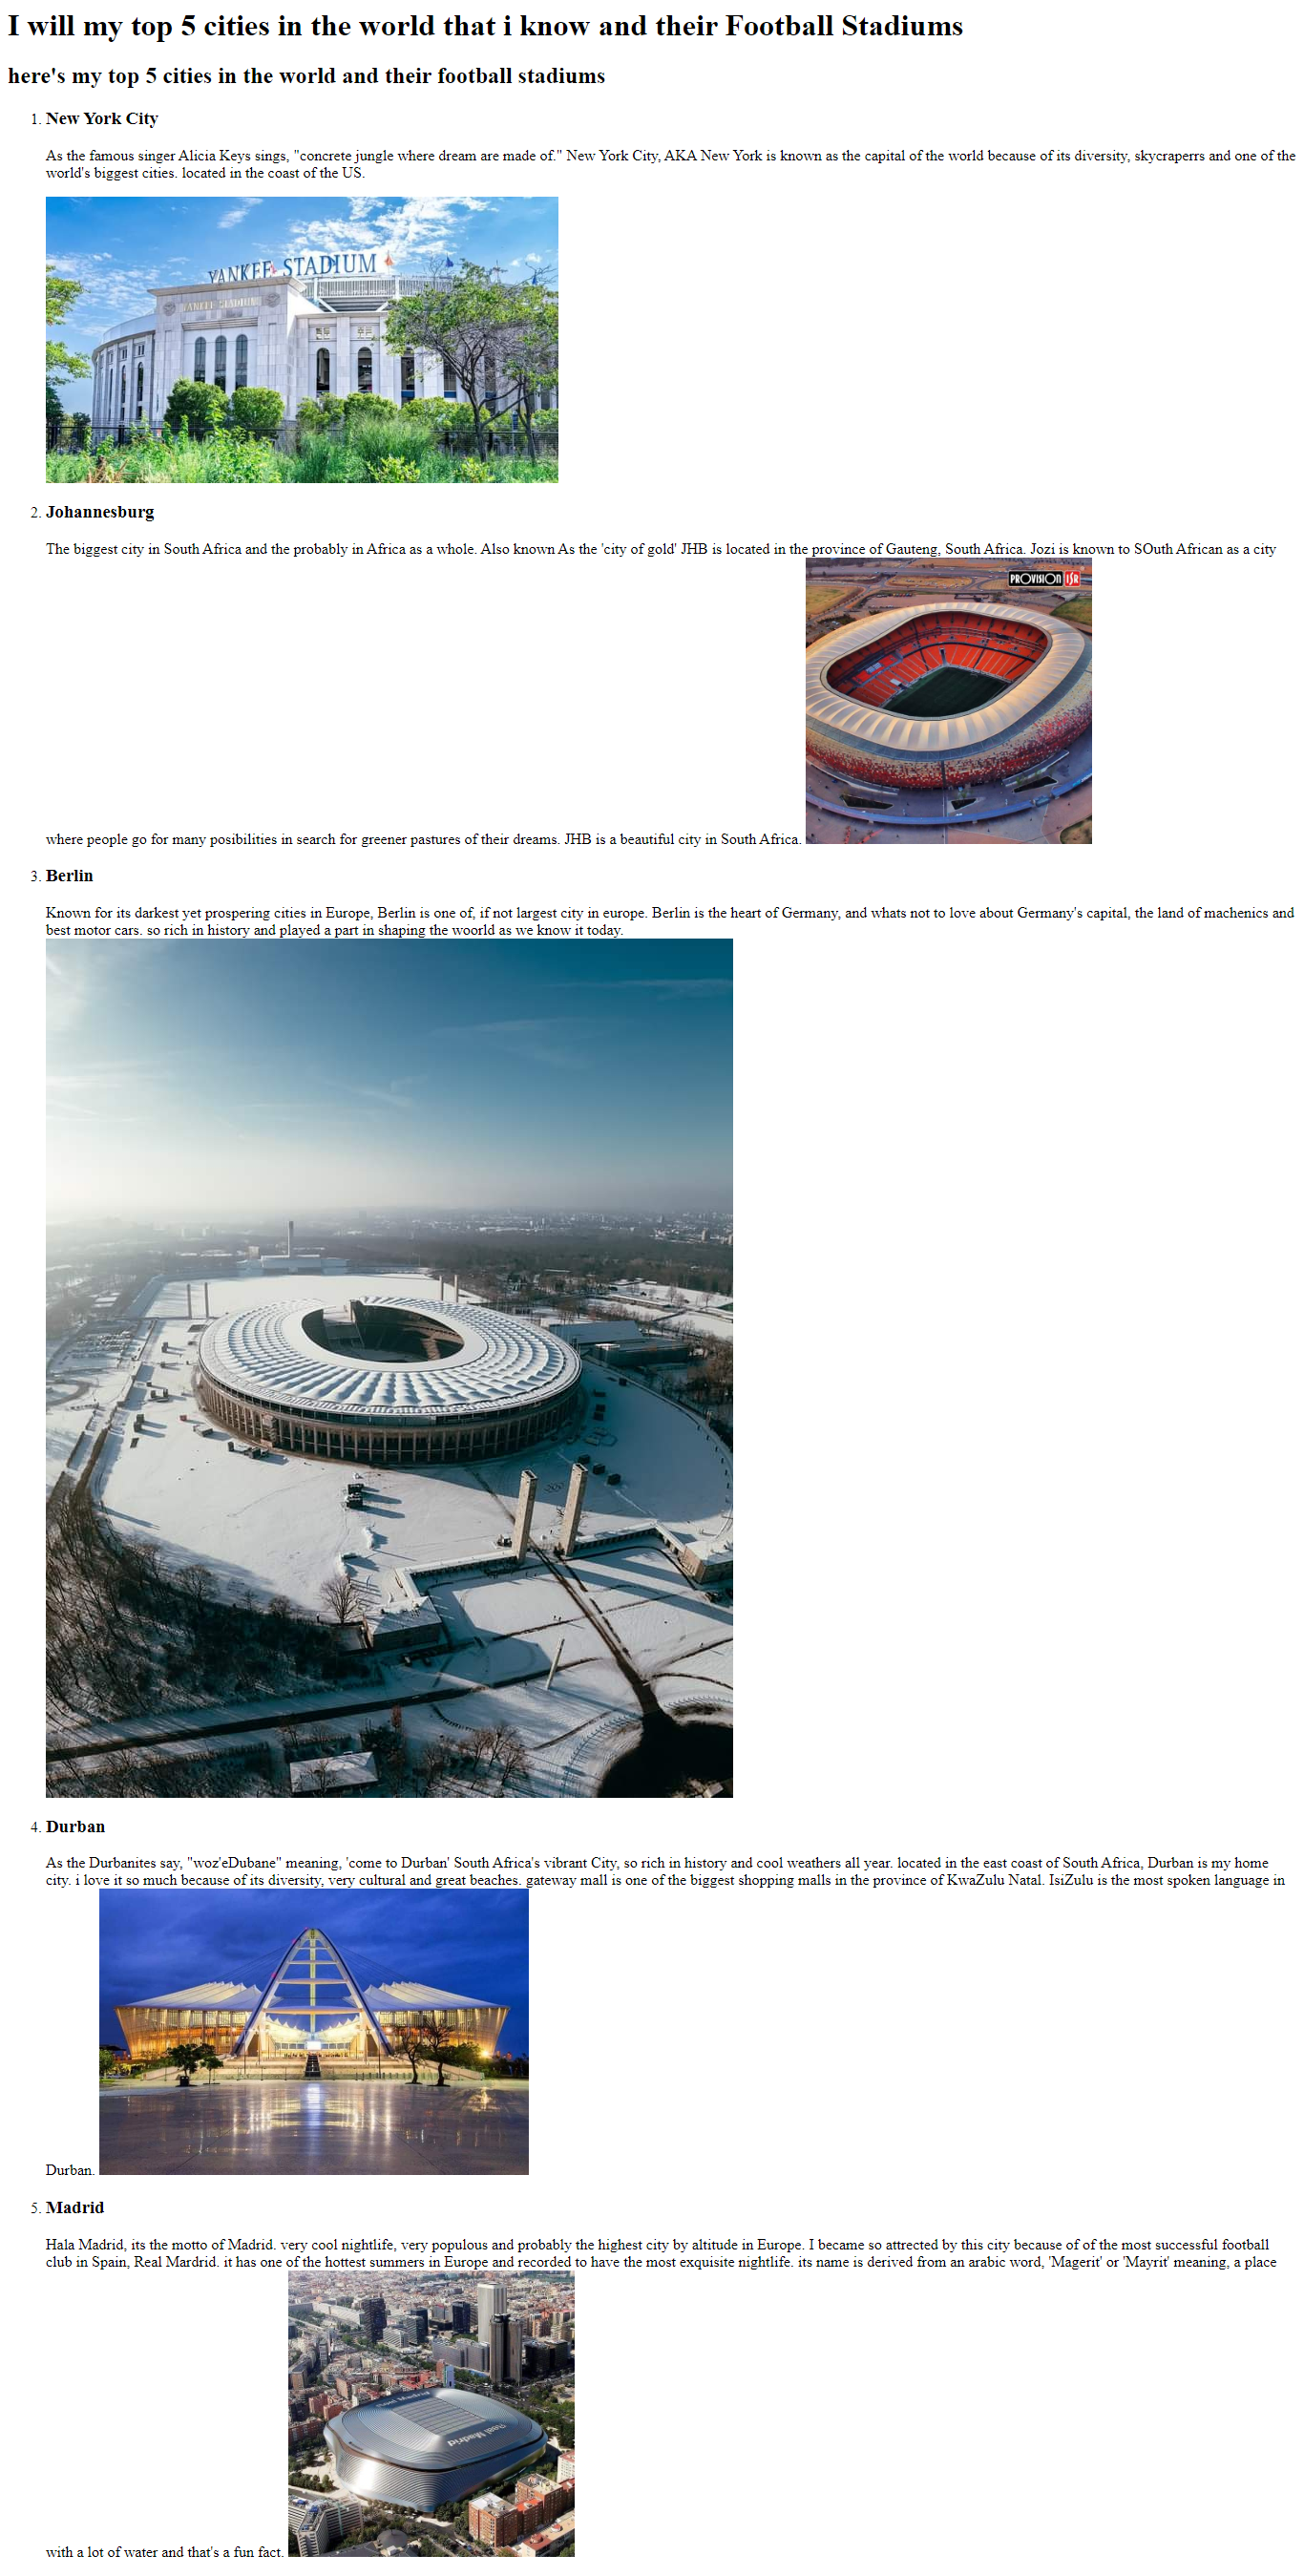 I will my top 5 cities in the world that i know and their Football Stadiums
here's my top 5 cities in the world and their football stadiums
1. New York City
As the famous singer Alicia Keys sings, "concrete jungle where dream are made of." New York City, AKA New York is known as the capital of the world because of its diversity, skycraperrs and one of the
world's biggest cities. located in the coast of the US.
YANKEE STADIUM
YANKEE STADIUM
2. Johannesburg
The biggest city in South Africa and the probably in Africa as a whole. Also known As the 'city of gold' JHB is located in the province of Gauteng, South Africa. Jozi is known to SOuth African as a city
PROVISION ISR
where people go for many posibilities in search for greener pastures of their dreams. JHB is a beautiful city in South Africa.
3. Berlin
Known for its darkest yet prospering cities in Europe, Berlin is one of, if not largest city in europe. Berlin is the heart of Germany, and whats not to love about Germany's capital, the land of machenics and
best motor cars. so rich in history and played a part in shaping the woorld as we know it today.
4. Durban
As the Durbanites say, "woz'eDubane" meaning, 'come to Durban' South Africa's vibrant City, so rich in history and cool weathers all year. located in the east coast of South Africa, Durban is my home
city. i love it so much because of its diversity, very cultural and great beaches. gateway mall is one of the biggest shopping malls in the province of KwaZulu Natal. IsiZulu is the most spoken language in
Durban.
5. Madrid
Hala Madrid, its the motto of Madrid. very cool nightlife, very populous and probably the highest city by altitude in Europe. I became so attrected by this city because of of the most successful football
club in Spain, Real Mardrid. it has one of the hottest summers in Europe and recorded to have the most exquisite nightlife. its name is derived from an arabic word, 'Magerit' or 'Mayrit' meaning, a place
Real Madrid
Real Madrid
with a lot of water and that's a fun fact.